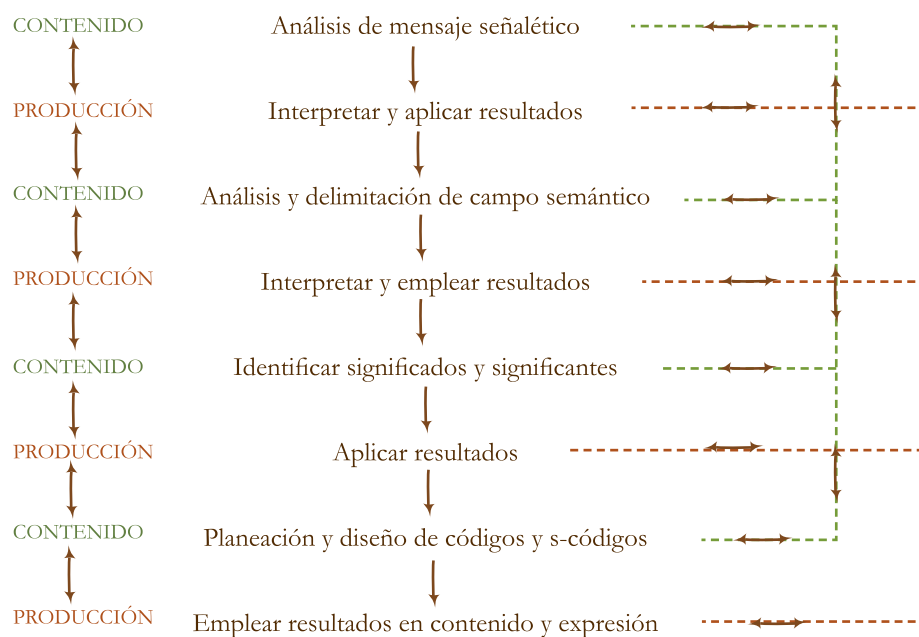 CONTENIDO Análisis de mensaje señalético
PRODUCCIÓN Interpretar y aplicar resultados
CONTENIDO Análisis y delimitación de campo semántico
PRODUCCIÓN Interpretar y emplear resultados
CONTENIDO Identificar significados y significantes
PRODUCCIÓN Aplicar resultados
CONTENIDO Planeación y diseño de códigos y s-códigos
PRODUCCIÓN Emplear resultados en contenido y expresión